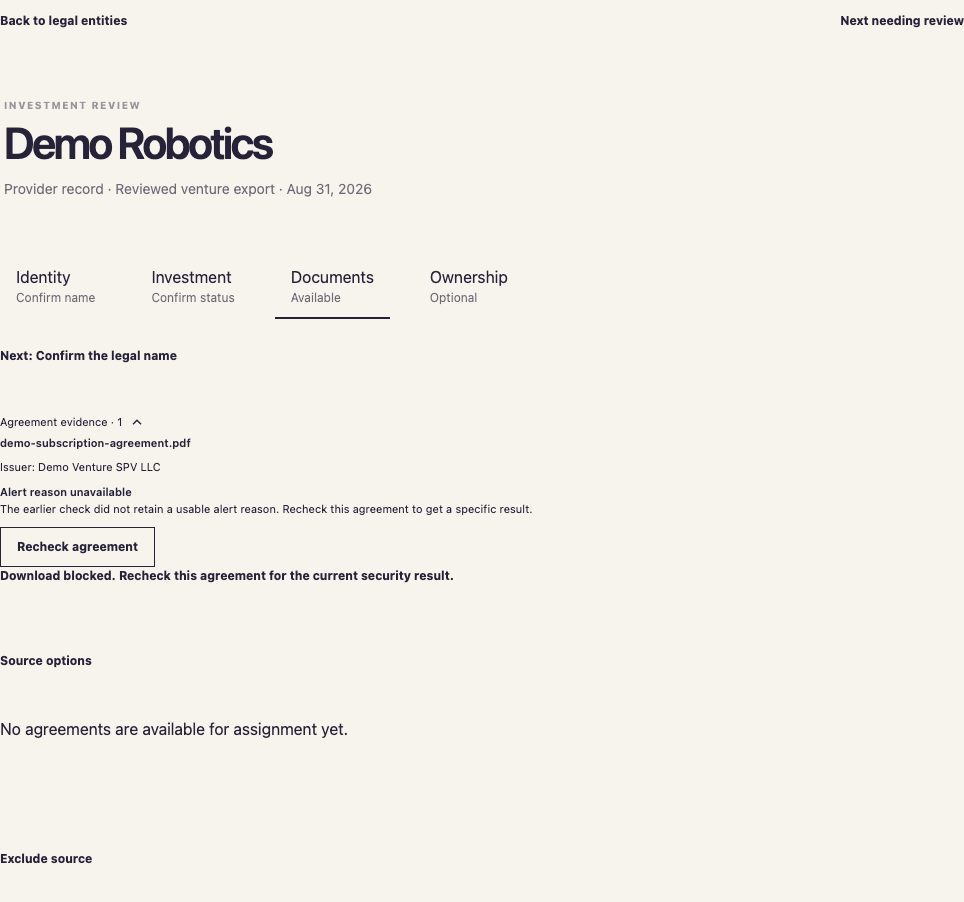 Back to legal entities
Next needing review
INVESTMENT REVIEW
Demo Robotics
Provider record · Reviewed venture export · Aug 31, 2026
Identity
Confirm name
Investment
Confirm status
Documents
Available
Ownership
Optional
Next: Confirm the legal name
Agreement evidence · 1
demo-subscription-agreement.pdf
Issuer: Demo Venture SPV LLC
Alert reason unavailable
The earlier check did not retain a usable alert reason. Recheck this agreement to get a specific result.
Recheck agreement
Download blocked. Recheck this agreement for the current security result.
Source options
No agreements are available for assignment yet.
Exclude source